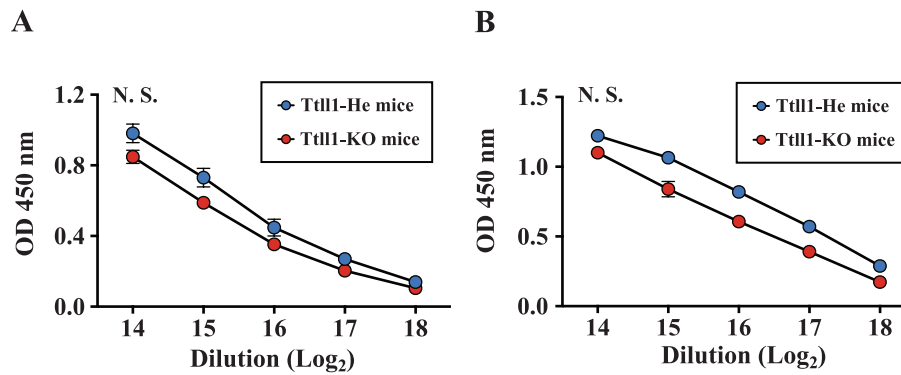 A
N. S.
Ttll1-He mice
Ttll1-KO mice
OD 450 nm
1.2
0.8
0.4
0.0
14 15 16 17 18
Dilution (Log₂)
B
N. S.
Ttll1-He mice
Ttll1-KO mice
OD 450 nm
1.5
1.0
0.5
0.0
14 15 16 17 18
Dilution (Log₂)